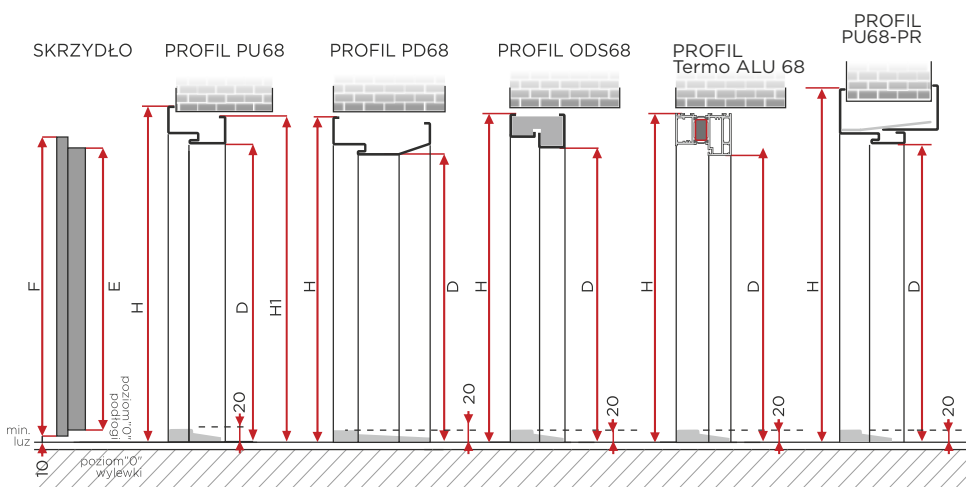 SKRZYDŁO
PROFIL PU68
PROFIL PD68
PROFIL ODS68
PROFIL
Termo ALU 68
PROFIL
PU68-PR
F
E
H
D
H1
H
D
H
D
H
D
H
D
20
20
20
20
20
poziom"0"
podłogi
min.
luz
10
poziom"0"
wylewki